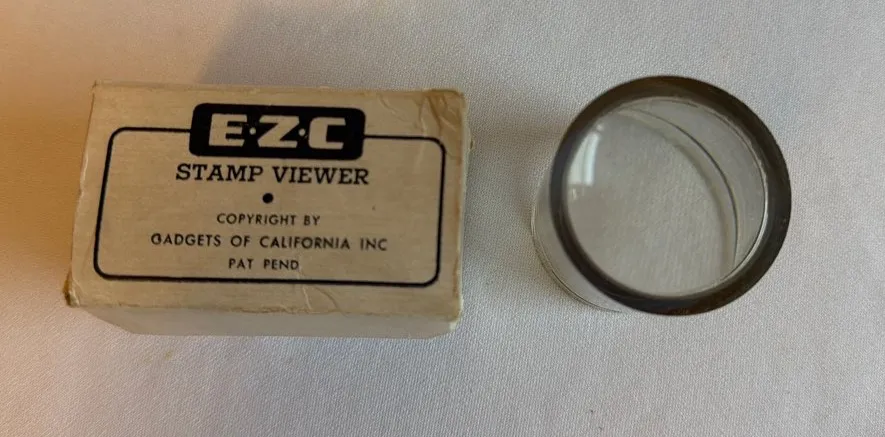 E·Z·C
STAMP VIEWER
•
COPYRIGHT BY
GADGETS OF CALIFORNIA INC
PAT PEND